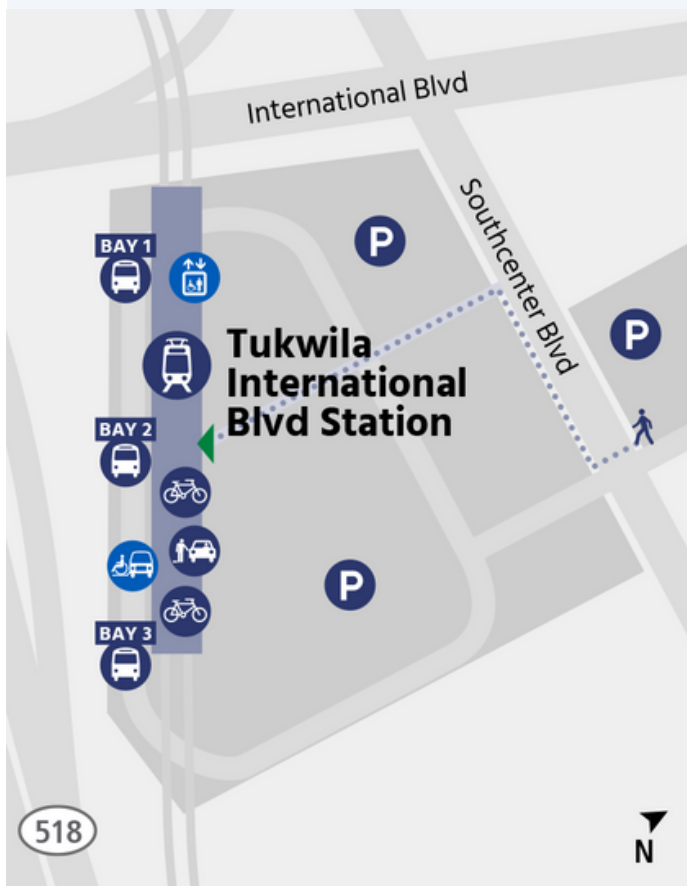 International Blvd
Southcenter Blvd
BAY 1
P
P
Tukwila
International
Blvd Station
BAY 2
P
BAY 3
518
N